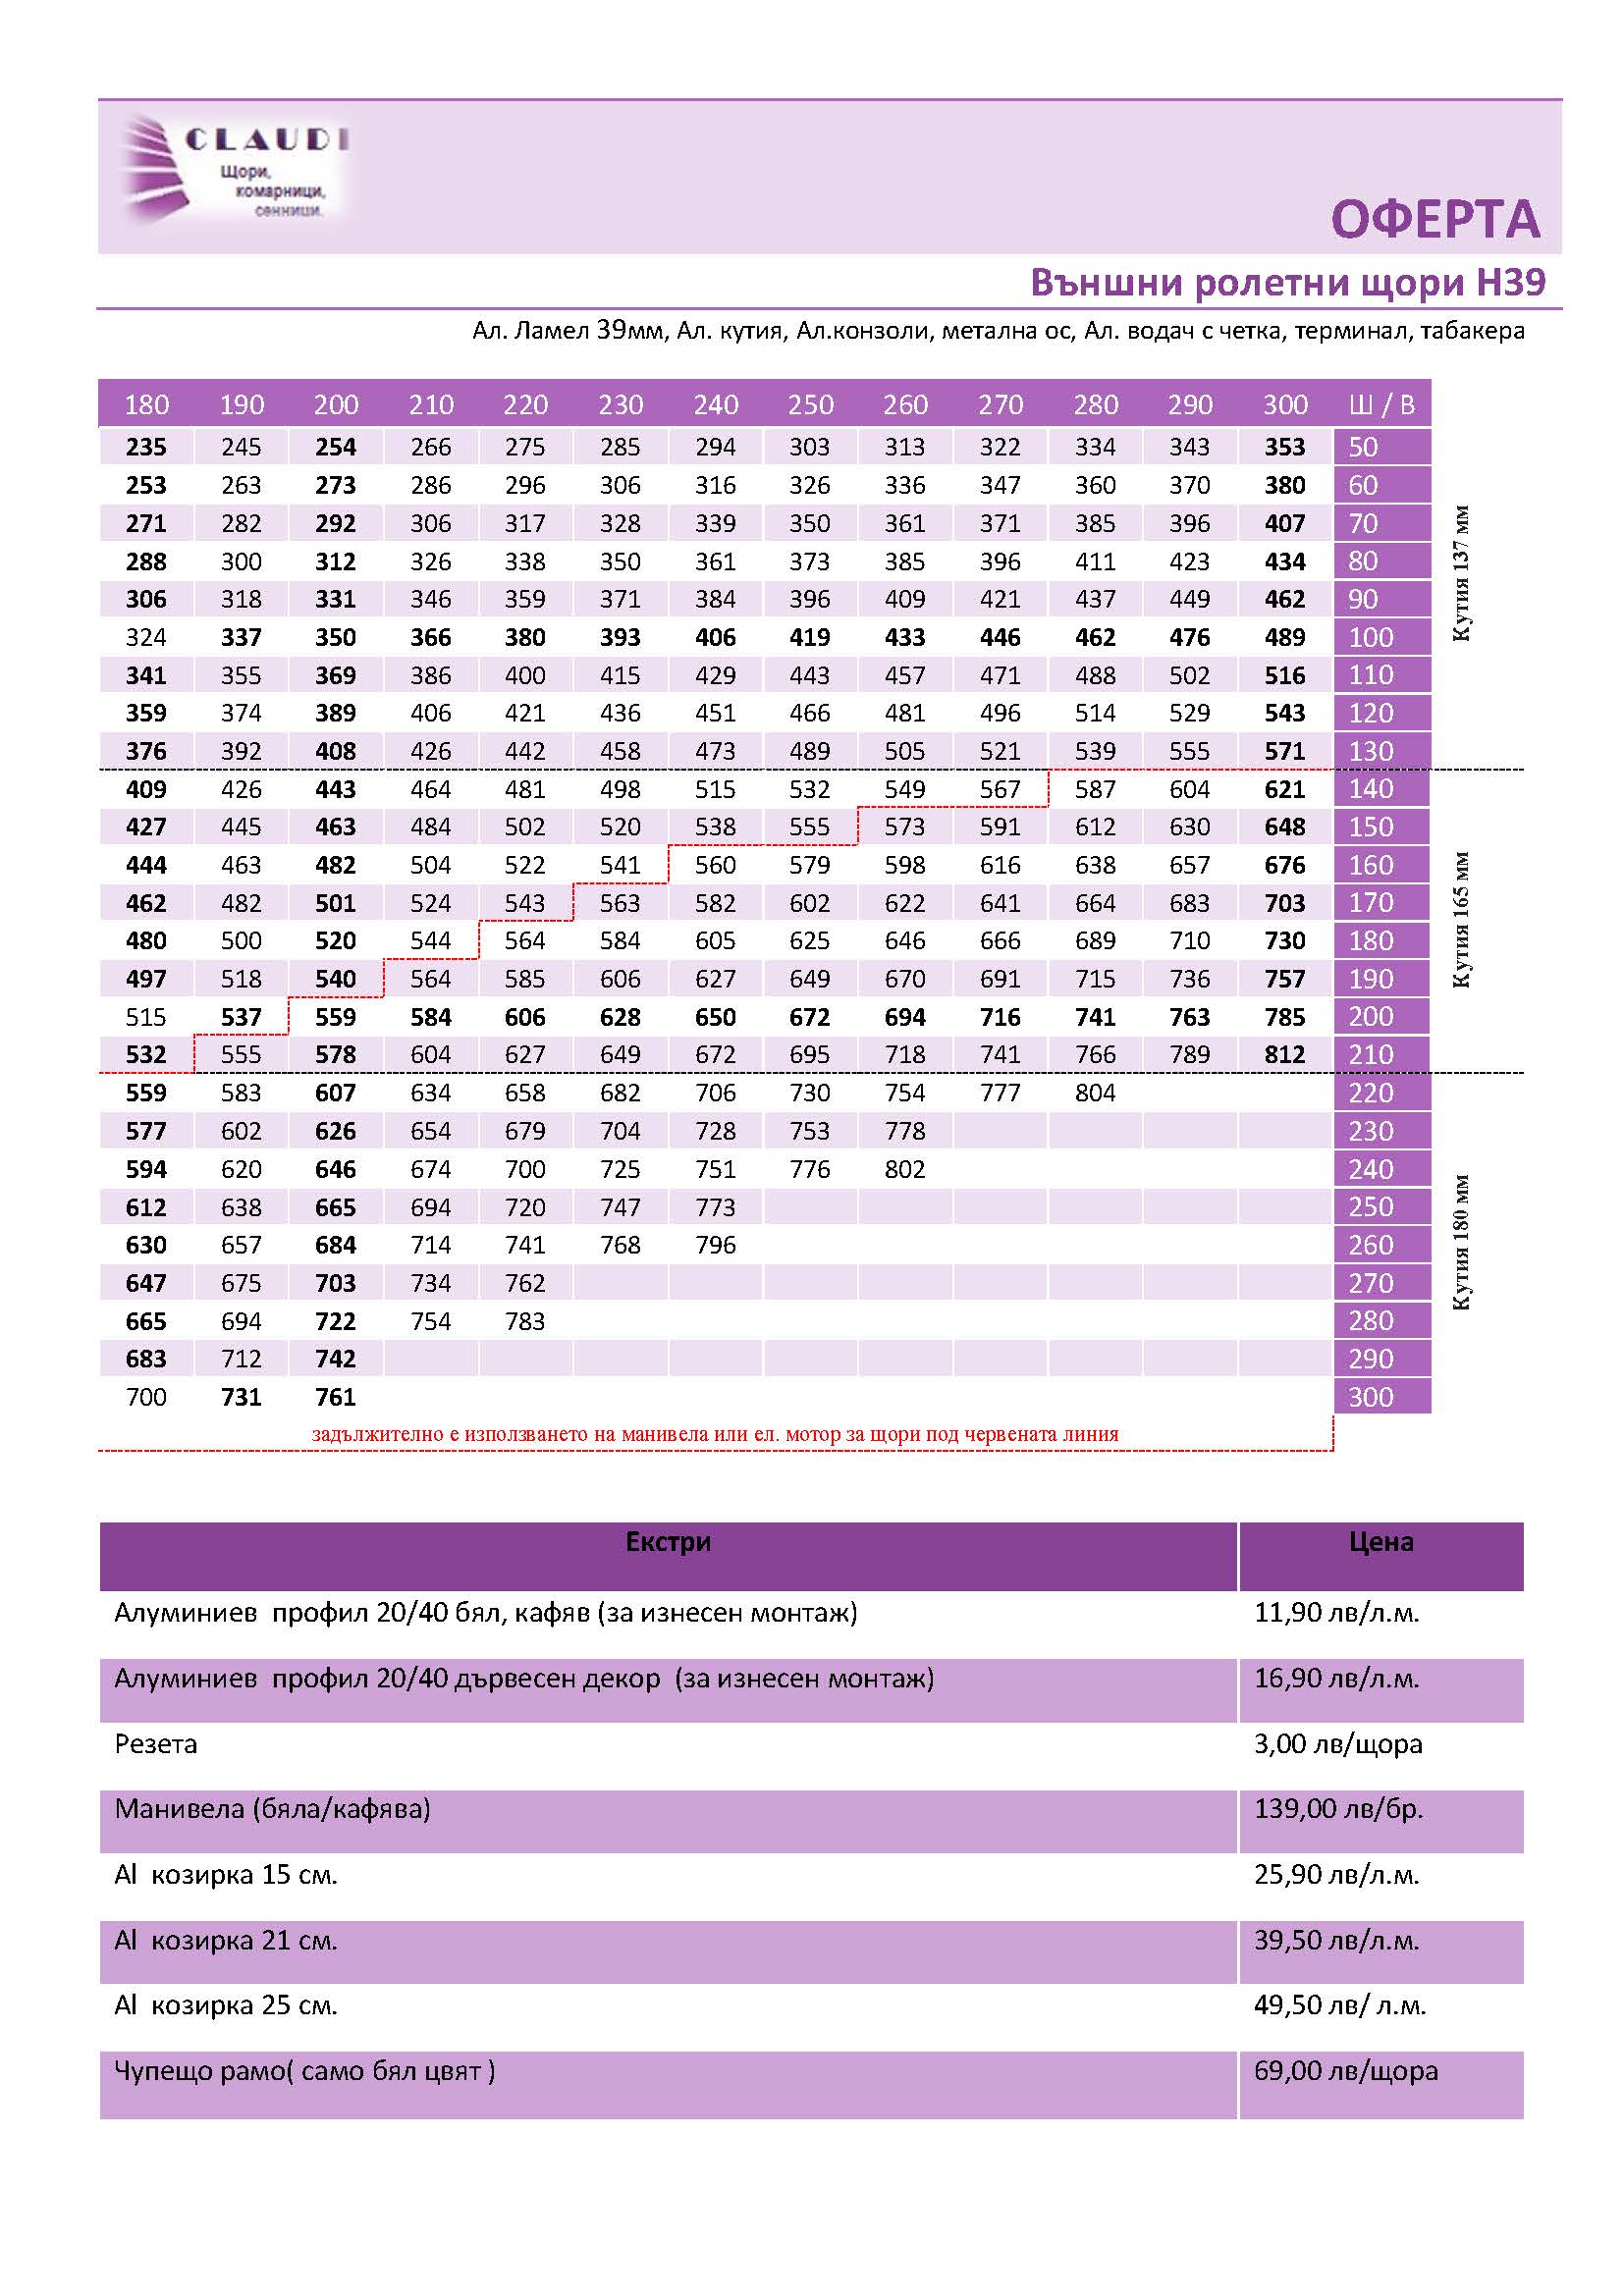 CLAUDI
Щори,
комарници,
сенници.
ОФЕРТА
Външни ролетни щори Н39
Ал. Ламел 39мм, Ал. кутия, Ал.конзоли, метална ос, Ал. водач с четка, терминал, табакера
180 190 200 210 220 230 240 250 260 270 280 290 300 Ш / В
235 245 254 266 275 285 294 303 313 322 334 343 353 50
253 263 273 286 296 306 316 326 336 347 360 370 380 60
271 282 292 306 317 328 339 350 361 371 385 396 407 70
288 300 312 326 338 350 361 373 385 396 411 423 434 80
306 318 331 346 359 371 384 396 409 421 437 449 462 90
324 337 350 366 380 393 406 419 433 446 462 476 489 100
341 355 369 386 400 415 429 443 457 471 488 502 516 110
359 374 389 406 421 436 451 466 481 496 514 529 543 120
376 392 408 426 442 458 473 489 505 521 539 555 571 130
Кутия 137 мм
409 426 443 464 481 498 515 532 549 567 587 604 621 140
427 445 463 484 502 520 538 555 573 591 612 630 648 150
444 463 482 504 522 541 560 579 598 616 638 657 676 160
462 482 501 524 543 563 582 602 622 641 664 683 703 170
480 500 520 544 564 584 605 625 646 666 689 710 730 180
497 518 540 564 585 606 627 649 670 691 715 736 757 190
515 537 559 584 606 628 650 672 694 716 741 763 785 200
532 555 578 604 627 649 672 695 718 741 766 789 812 210
Кутия 165 мм
559 583 607 634 658 682 706 730 754 777 804 220
577 602 626 654 679 704 728 753 778 230
594 620 646 674 700 725 751 776 802 240
612 638 665 694 720 747 773 250
630 657 684 714 741 768 796 260
647 675 703 734 762 270
665 694 722 754 783 280
683 712 742 290
700 731 761 300
Кутия 180 мм
задължително е използването на манивела или ел. мотор за щори под червената линия
Екстри Цена
Алуминиев профил 20/40 бял, кафяв (за изнесен монтаж) 11,90 лв/л.м.
Алуминиев профил 20/40 дървесен декор (за изнесен монтаж) 16,90 лв/л.м.
Резета 3,00 лв/щора
Манивела (бяла/кафява) 139,00 лв/бр.
Al козирка 15 см. 25,90 лв/л.м.
Al козирка 21 см. 39,50 лв/л.м.
Al козирка 25 см. 49,50 лв/ л.м.
Чупещо рамо( само бял цвят ) 69,00 лв/щора